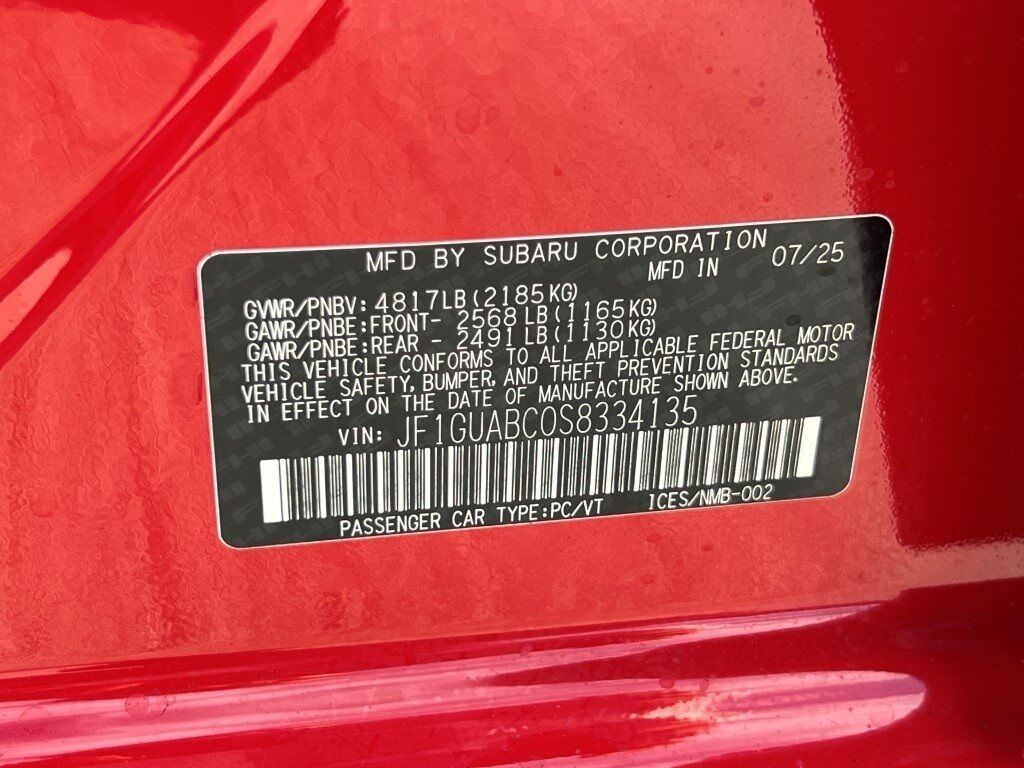 MFD BY SUBARU CORPORATION
MFD IN 07/25
GVWR/PNBV: 4817LB(2185KG)
GAWR/PNBE:FRONT- 2568LB(1165KG)
GAWR/PNBE:REAR - 2491LB(1130KG)
THIS VEHICLE CONFORMS TO ALL APPLICABLE FEDERAL MOTOR
VEHICLE SAFETY, BUMPER, AND THEFT PREVENTION STANDARDS
IN EFFECT ON THE DATE OF MANUFACTURE SHOWN ABOVE.
VIN: JF1GUABC0S8334135
PASSENGER CAR TYPE:PC/VT ICES/NMB-002